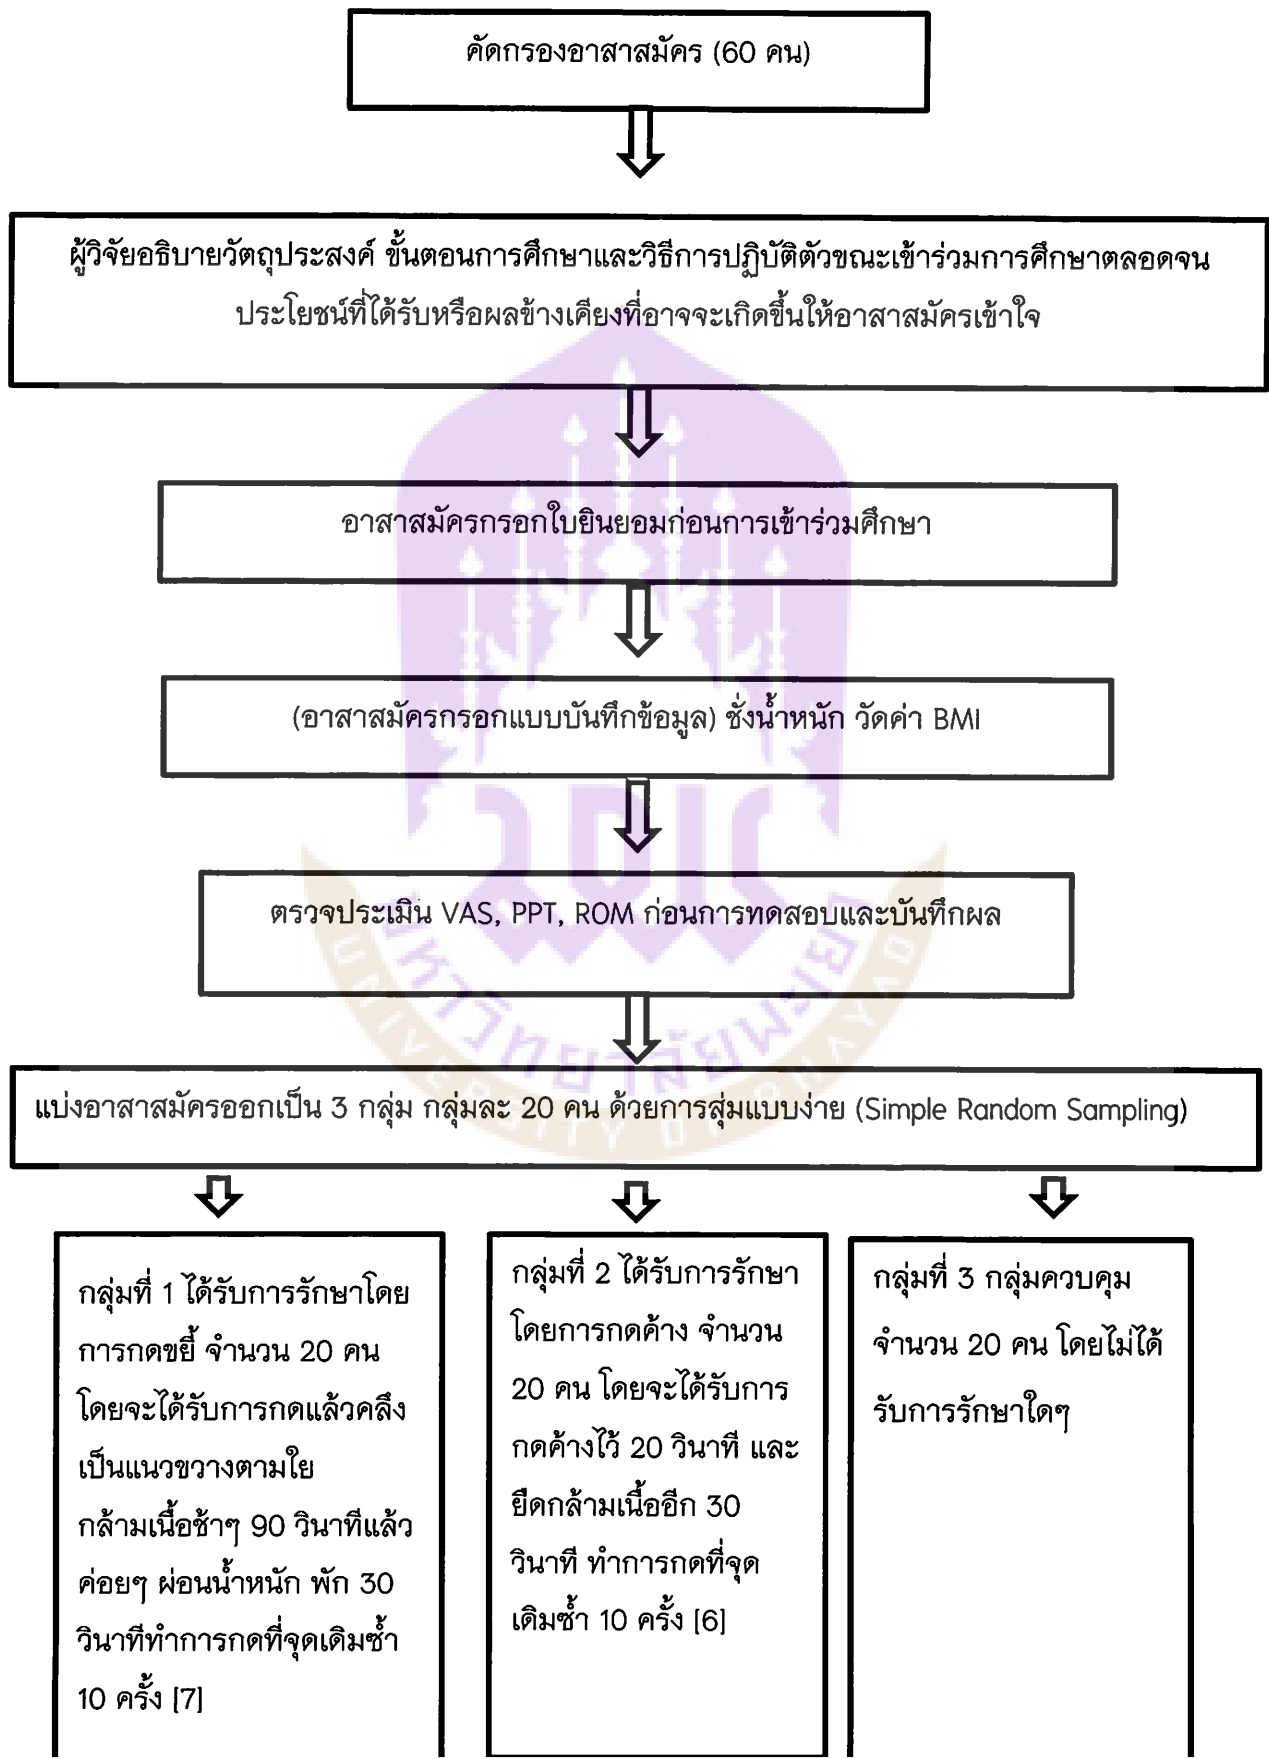 คัดกรองอาสาสมัคร (60 คน)
ผู้วิจัยอธิบายวัตถุประสงค์ ขั้นตอนการศึกษาและวิธีการปฏิบัติตัวขณะเข้าร่วมการศึกษาตลอดจน
ประโยชน์ที่ได้รับหรือผลข้างเคียงที่อาจจะเกิดขึ้นให้อาสาสมัครเข้าใจ
อาสาสมัครกรอกใบยินยอมก่อนการเข้าร่วมศึกษา
(อาสาสมัครกรอกแบบบันทึกข้อมูล) ชั่งน้ำหนัก วัดค่า BMI
ตรวจประเมิน VAS, PPT, ROM ก่อนการทดสอบและบันทึกผล
มหาวิทยาลัยพะเยา
UNIVERSITY OF PHAYAO
แบ่งอาสาสมัครออกเป็น 3 กลุ่ม กลุ่มละ 20 คน ด้วยการสุ่มแบบง่าย (Simple Random Sampling)
กลุ่มที่ 1 ได้รับการรักษาโดย
การกดขยี้ จำนวน 20 คน
โดยจะได้รับการกดแล้วคลึง
เป็นแนวขวางตามใย
กล้ามเนื้อช้าๆ 90 วินาทีแล้ว
ค่อยๆ ผ่อนน้ำหนัก พัก 30
วินาทีทำการกดที่จุดเดิมซ้ำ
10 ครั้ง [7]
กลุ่มที่ 2 ได้รับการรักษา
โดยการกดค้าง จำนวน
20 คน โดยจะได้รับการ
กดค้างไว้ 20 วินาที และ
ยืดกล้ามเนื้ออีก 30
วินาที ทำการกดที่จุด
เดิมซ้ำ 10 ครั้ง [6]
กลุ่มที่ 3 กลุ่มควบคุม
จำนวน 20 คน โดยไม่ได้
รับการรักษาใดๆ